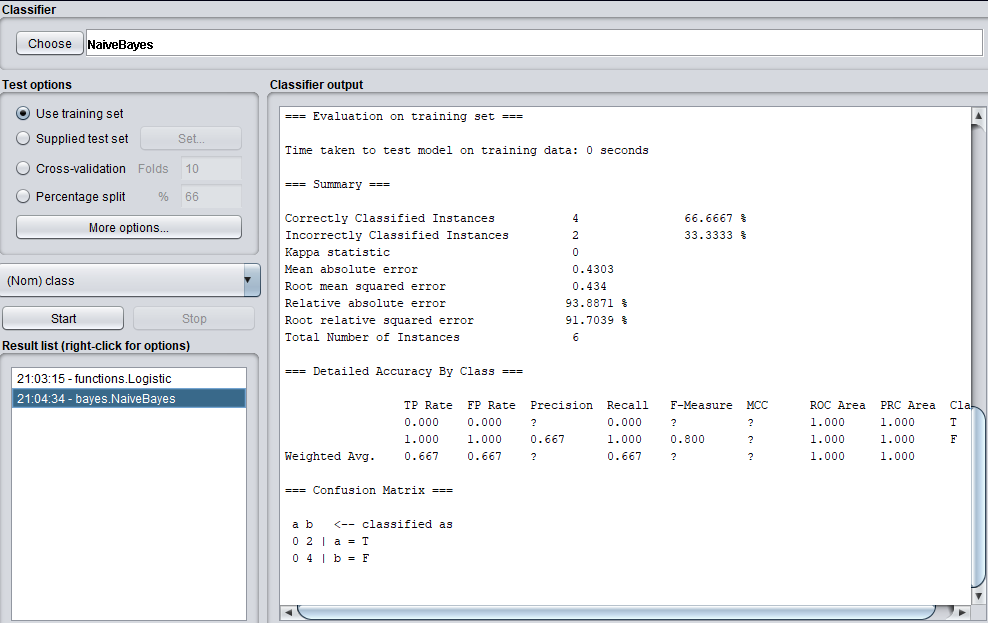 Classifier
Choose NaiveBayes
Test options
Use training set
Supplied test set Set...
Cross-validation Folds 10
Percentage split % 66
More options...
(Nom) class
Start Stop
Result list (right-click for options)
21:03:15 - functions.Logistic
21:04:34 - bayes.NaiveBayes
Classifier output
=== Evaluation on training set ===
Time taken to test model on training data: 0 seconds
=== Summary ===
Correctly Classified Instances 4 66.6667 %
Incorrectly Classified Instances 2 33.3333 %
Kappa statistic 0
Mean absolute error 0.4303
Root mean squared error 0.434
Relative absolute error 93.8871 %
Root relative squared error 91.7039 %
Total Number of Instances 6
=== Detailed Accuracy By Class ===
TP Rate FP Rate Precision Recall F-Measure MCC ROC Area PRC Area Cla
0.000 0.000 ? 0.000 ? ? 1.000 1.000 T
1.000 1.000 0.667 1.000 0.800 ? 1.000 1.000 F
Weighted Avg. 0.667 0.667 ? 0.667 ? ? 1.000 1.000
=== Confusion Matrix ===
a b <-- classified as
0 2 | a = T
0 4 | b = F